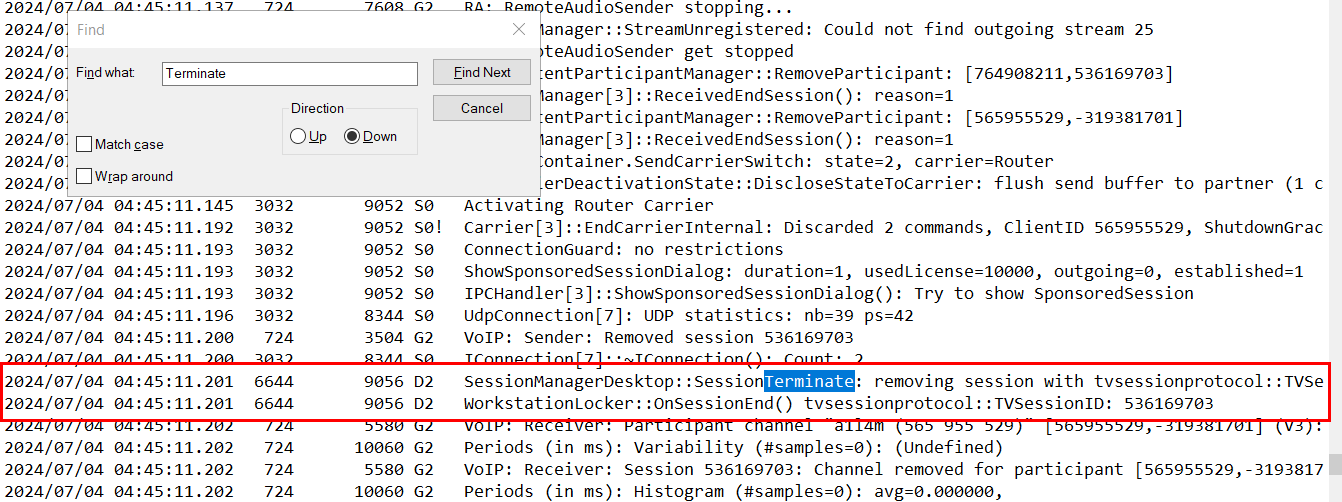 2024/07/04 04:45:11.137 724 7608 G2 RA: RemoteAudioSender stopping...
Find
Find what:
Terminate
Find Next
Cancel
Direction
Up
Down
Match case
Wrap around
2024/07 Manager::StreamUnregistered: Could not find outgoing stream 25
2024/07 moteAudioSender get stopped
2024/07 tentParticipantManager::RemoveParticipant: [764908211,536169703]
2024/07 Manager[3]::ReceivedEndSession(): reason=1
2024/07 tentParticipantManager::RemoveParticipant: [565955529,-319381701]
2024/07 Manager[3]::ReceivedEndSession(): reason=1
2024/07 Container.SendCarrierSwitch: state=2, carrier=Router
2024/07 ierDeactivationState::DiscloseStateToCarrier: flush send buffer to partner (1 c
2024/07/04 04:45:11.145 3032 9052 S0 Activating Router Carrier
2024/07/04 04:45:11.192 3032 9052 S0! Carrier[3]::EndCarrierInternal: Discarded 2 commands, ClientID 565955529, ShutdownGrac
2024/07/04 04:45:11.193 3032 9052 S0 ConnectionGuard: no restrictions
2024/07/04 04:45:11.193 3032 9052 S0 ShowSponsoredSessionDialog: duration=1, usedLicense=10000, outgoing=0, established=1
2024/07/04 04:45:11.193 3032 9052 S0 IPCHandler[3]::ShowSponsoredSessionDialog(): Try to show SponsoredSession
2024/07/04 04:45:11.196 3032 8344 S0 UdpConnection[7]: UDP statistics: nb=39 ps=42
2024/07/04 04:45:11.200 724 3504 G2 VoIP: Sender: Removed session 536169703
2024/07/04 04:45:11.200 3032 8344 S0 IConnection[7]::~IConnection(): Count: 2
2024/07/04 04:45:11.201 6644 9056 D2 SessionManagerDesktop::SessionTerminate: removing session with tvsessionprotocol::TVSe
2024/07/04 04:45:11.201 6644 9056 D2 WorkstationLocker::OnSessionEnd() tvsessionprotocol::TVSessionID: 536169703
2024/07/04 04:45:11.202 724 5580 G2 VoIP: Receiver: Participant channel "a114m (565 955 529)" [565955529,-319381701] (V3):
2024/07/04 04:45:11.202 724 10060 G2 Periods (in ms): Variability (#samples=0): (Undefined)
2024/07/04 04:45:11.202 724 5580 G2 VoIP: Receiver: Session 536169703: Channel removed for participant [565955529,-3193817
2024/07/04 04:45:11.202 724 10060 G2 Periods (in ms): Histogram (#samples=0): avg=0.000000,